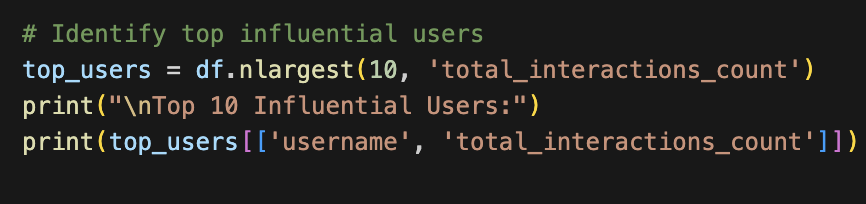 # Identify top influential users
top_users = df.nlargest(10, 'total_interactions_count')
print("\nTop 10 Influential Users:")
print(top_users[['username', 'total_interactions_count']])